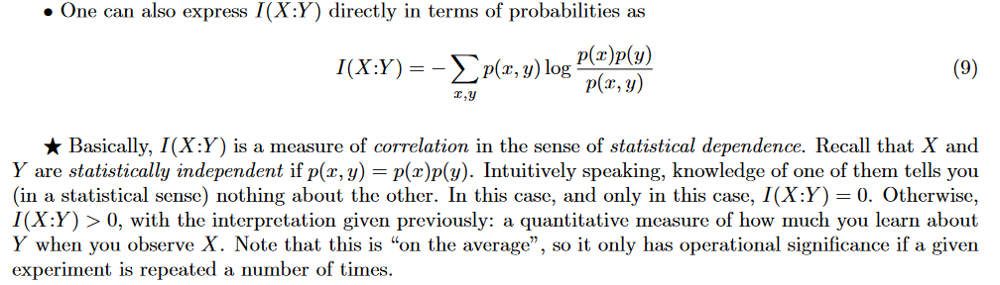 • One can also express I(X:Y) directly in terms of probabilities as
I(X:Y) = − ∑_{x,y} p(x, y) log p(x)p(y) / p(x, y) (9)
★ Basically, I(X:Y) is a measure of correlation in the sense of statistical dependence. Recall that X and
Y are statistically independent if p(x, y) = p(x)p(y). Intuitively speaking, knowledge of one of them tells you
(in a statistical sense) nothing about the other. In this case, and only in this case, I(X:Y) = 0. Otherwise,
I(X:Y) > 0, with the interpretation given previously: a quantitative measure of how much you learn about
Y when you observe X. Note that this is “on the average”, so it only has operational significance if a given
experiment is repeated a number of times.